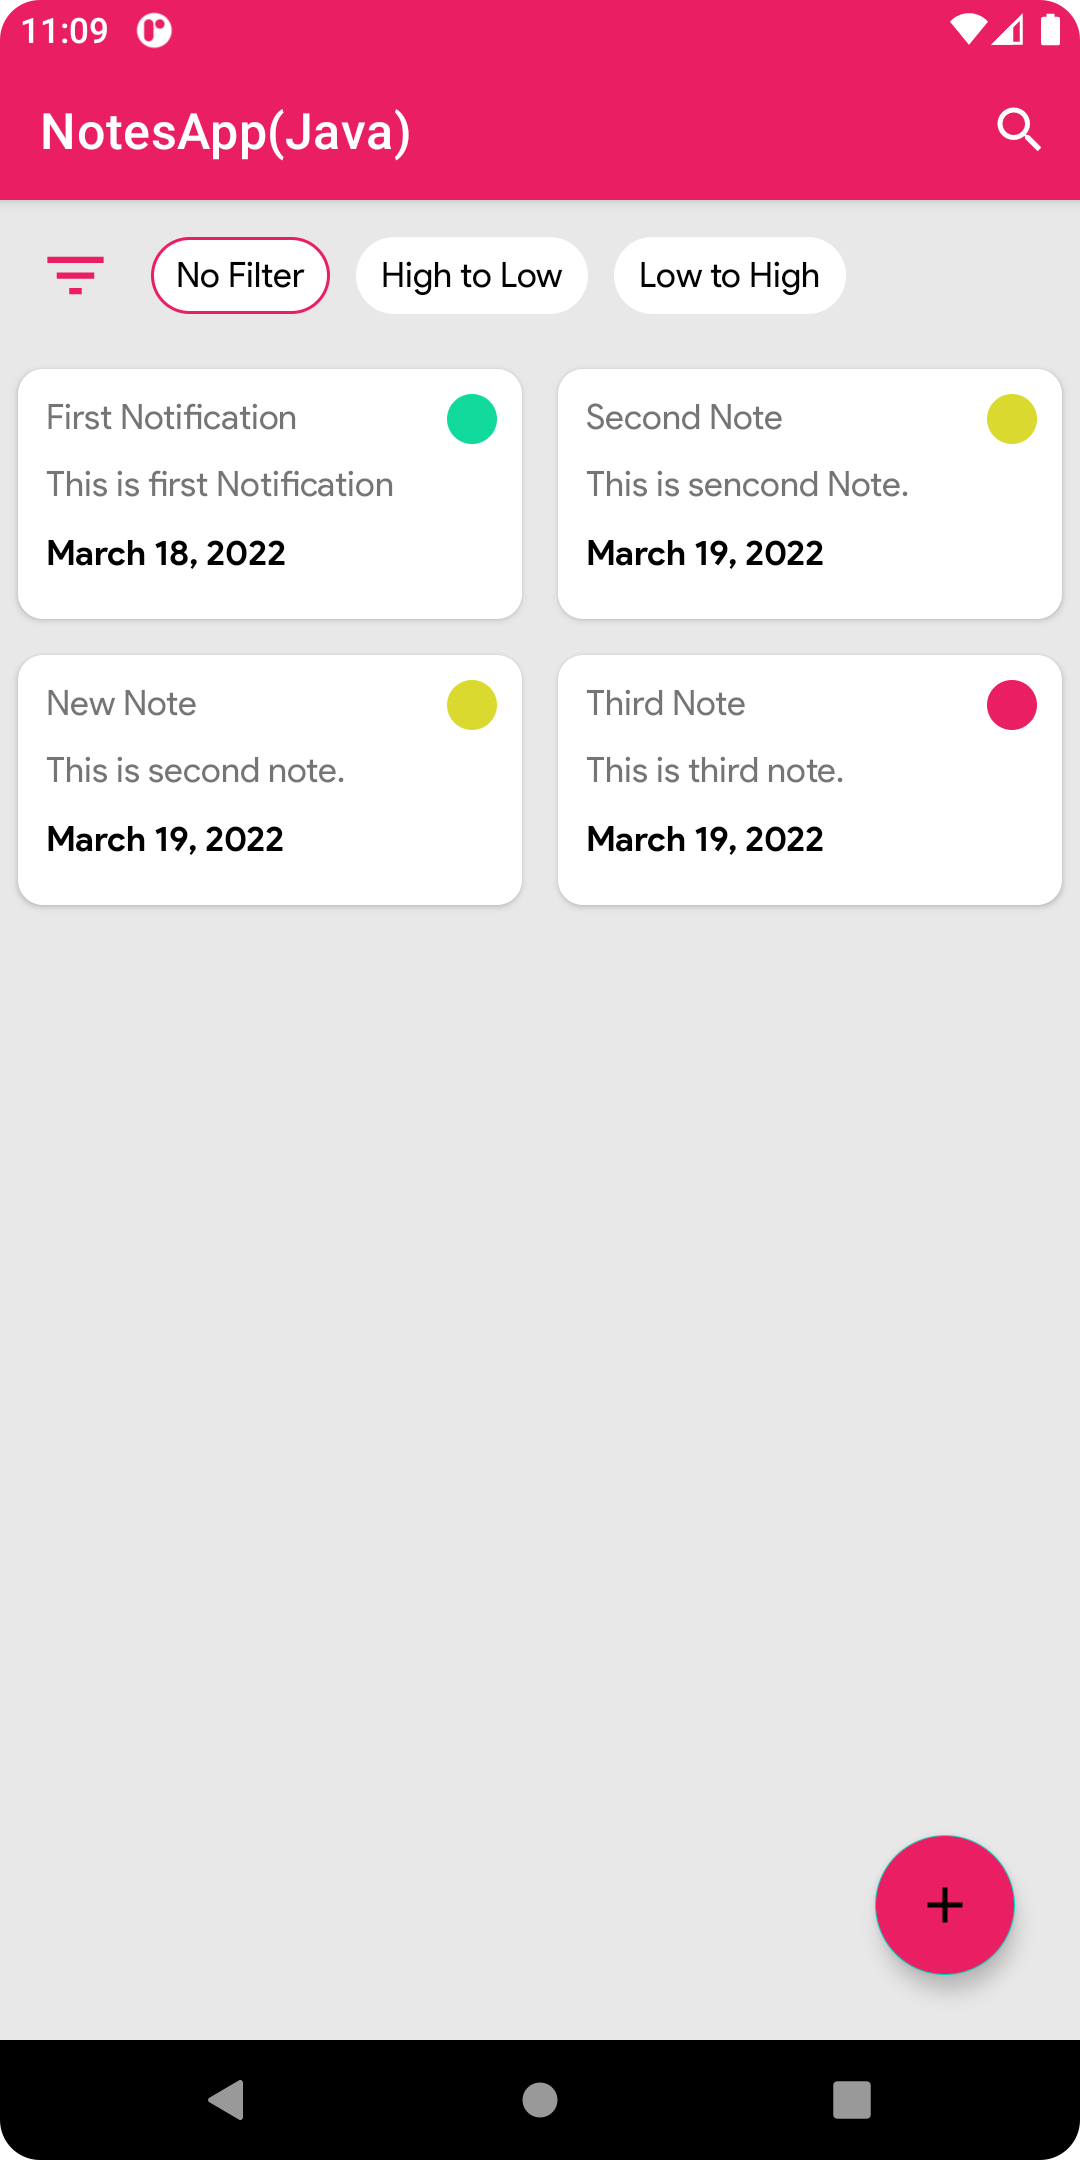 11:09
NotesApp(Java)
No Filter
High to Low
Low to High
First Notification
This is first Notification
March 18, 2022
Second Note
This is sencond Note.
March 19, 2022
New Note
This is second note.
March 19, 2022
Third Note
This is third note.
March 19, 2022